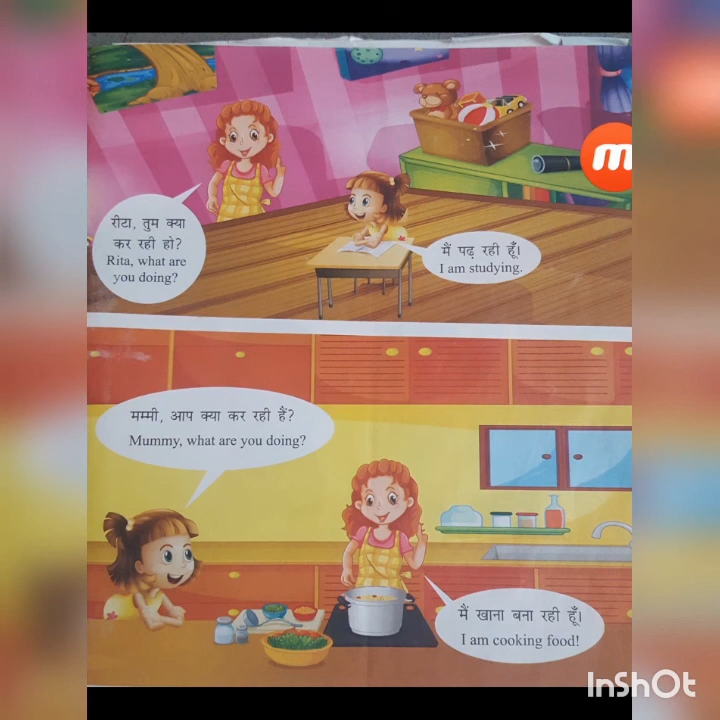 रीटा, तुम क्या
कर रही हो?
Rita, what are
you doing?
मैं पढ़ रही हूँ।
I am studying.
मम्मी, आप क्या कर रही हैं?
Mummy, what are you doing?
मैं खाना बना रही हूँ।
I am cooking food!
InShOt